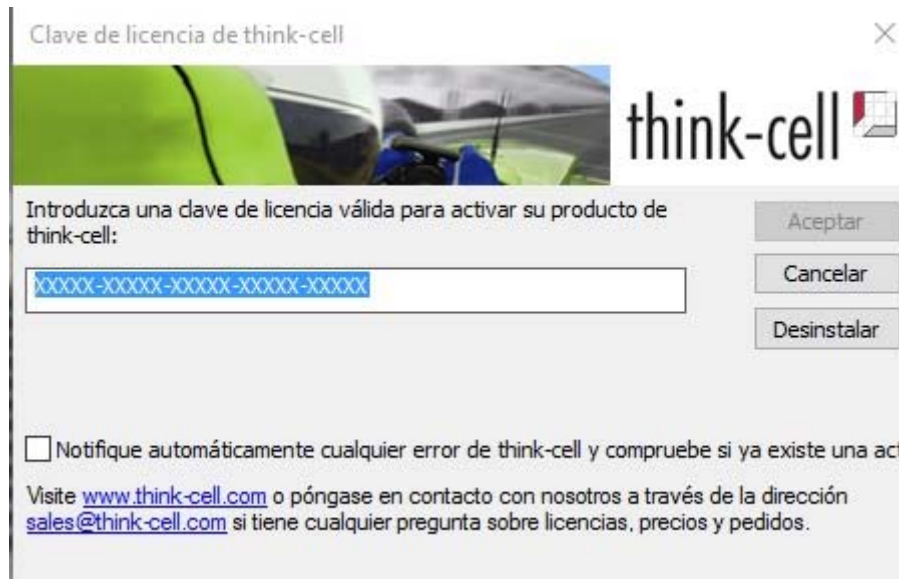 Clave de licencia de think-cell
think-cell
Introduzca una clave de licencia válida para activar su producto de
think-cell:
Aceptar
XXXXX-XXXXX-XXXXX-XXXXX-XXXXX
Cancelar
Desinstalar
Notifique automáticamente cualquier error de think-cell y compruebe si ya existe una act
Visite www.think-cell.com o póngase en contacto con nosotros a través de la dirección
sales@think-cell.com si tiene cualquier pregunta sobre licencias, precios y pedidos.